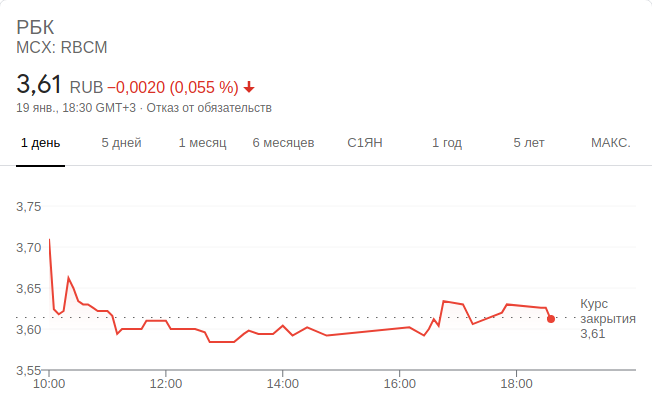 РБК
MCX: RBCM
3,61 RUB −0,0020 (0,055 %)
19 янв., 18:30 GMT+3 · Отказ от обязательств
1 день 5 дней 1 месяц 6 месяцев С1ЯН 1 год 5 лет МАКС.
3,75
3,70
3,65
3,60
3,55
Курс
закрытия
3,61
10:00 12:00 14:00 16:00 18:00